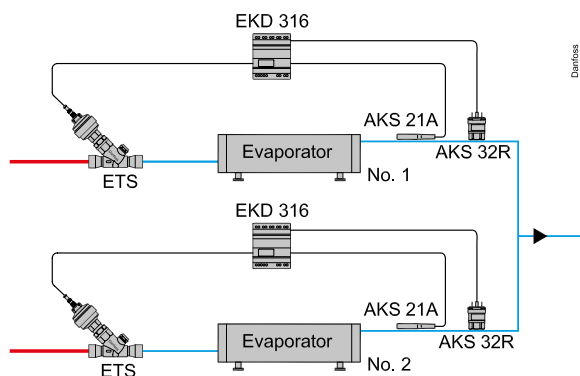 EKD 316
Danfoss
AKS 21A
Evaporator
AKS 32R
ETS
No. 1
EKD 316
AKS 21A
Evaporator
AKS 32R
ETS
No. 2